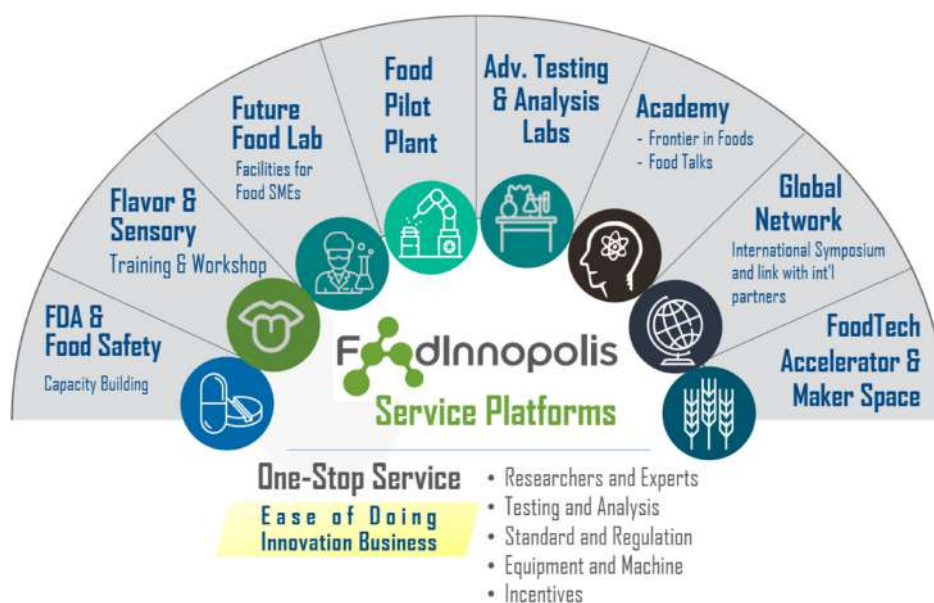 FDA &
Food Safety
Capacity Building
Flavor &
Sensory
Training & Workshop
Future
Food Lab
Facilities for
Food SMEs
Food
Pilot
Plant
Adv. Testing
& Analysis
Labs
Academy
- Frontier in Foods
- Food Talks
Global
Network
International Symposium
and link with int'l
partners
FoodTech
Accelerator &
Maker Space
FoodInnopolis
Service Platforms
One-Stop Service
Ease of Doing
Innovation Business
• Researchers and Experts
• Testing and Analysis
• Standard and Regulation
• Equipment and Machine
• Incentives